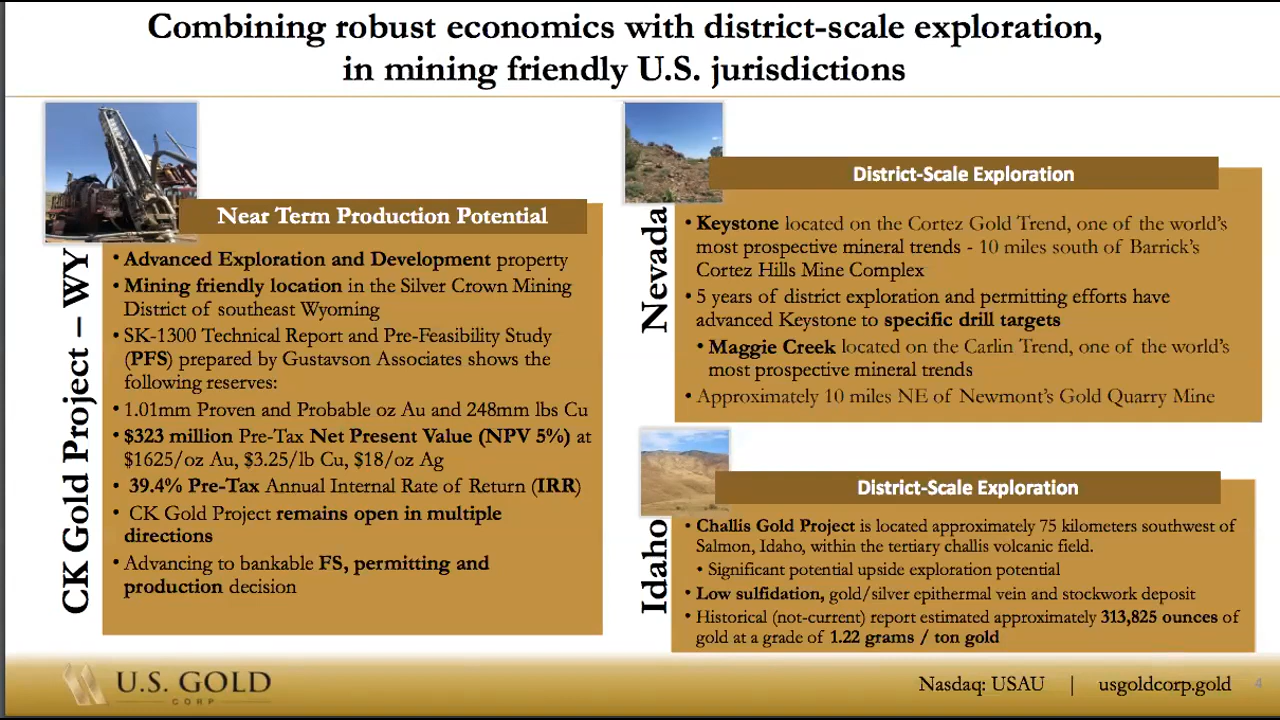 Combining robust economics with district-scale exploration,
in mining friendly U.S. jurisdictions
CK Gold Project – WY
Near Term Production Potential
• Advanced Exploration and Development property
• Mining friendly location in the Silver Crown Mining
District of southeast Wyoming
• SK-1300 Technical Report and Pre-Feasibility Study
(PFS) prepared by Gustavson Associates shows the
following reserves:
• 1.01mm Proven and Probable oz Au and 248mm lbs Cu
• $323 million Pre-Tax Net Present Value (NPV 5%) at
$1625/oz Au, $3.25/lb Cu, $18/oz Ag
• 39.4% Pre-Tax Annual Internal Rate of Return (IRR)
• CK Gold Project remains open in multiple
directions
• Advancing to bankable FS, permitting and
production decision
Nevada
District-Scale Exploration
• Keystone located on the Cortez Gold Trend, one of the world's
most prospective mineral trends - 10 miles south of Barrick's
Cortez Hills Mine Complex
• 5 years of district exploration and permitting efforts have
advanced Keystone to specific drill targets
• Maggie Creek located on the Carlin Trend, one of the world's
most prospective mineral trends
• Approximately 10 miles NE of Newmont's Gold Quarry Mine
Idaho
District-Scale Exploration
• Challis Gold Project is located approximately 75 kilometers southwest of
Salmon, Idaho, within the tertiary challis volcanic field.
• Significant potential upside exploration potential
• Low sulfidation, gold/silver epithermal vein and stockwork deposit
• Historical (not-current) report estimated approximately 313,825 ounces of
gold at a grade of 1.22 grams / ton gold
U.S. GOLD
CORP
Nasdaq: USAU | usgoldcorp.gold 4